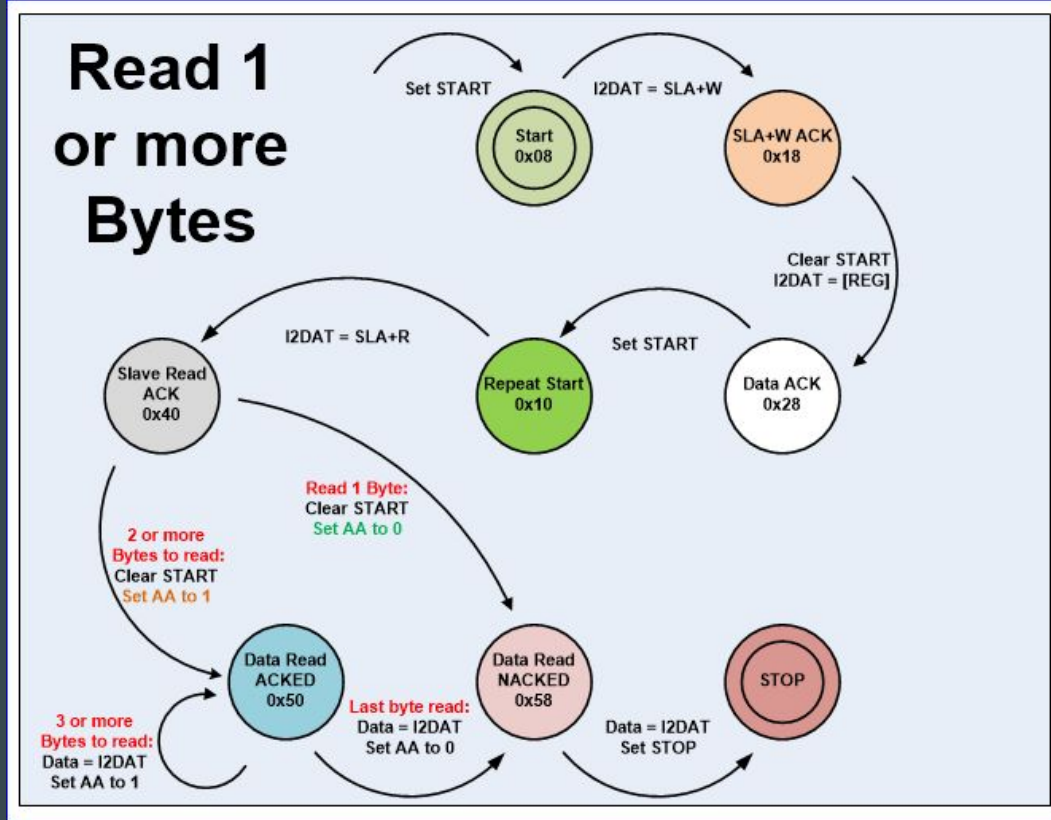 Read 1
or more
Bytes
Set START
I2DAT = SLA+W
Start
0x08
SLA+W ACK
0x18
Clear START
I2DAT = [REG]
I2DAT = SLA+R
Set START
Slave Read
ACK
0x40
Repeat Start
0x10
Data ACK
0x28
Read 1 Byte:
Clear START
Set AA to 0
2 or more
Bytes to read:
Clear START
Set AA to 1
Data Read
ACKED
0x50
Data Read
NACKED
0x58
STOP
3 or more
Bytes to read:
Data = I2DAT
Set AA to 1
Last byte read:
Data = I2DAT
Set AA to 0
Data = I2DAT
Set STOP